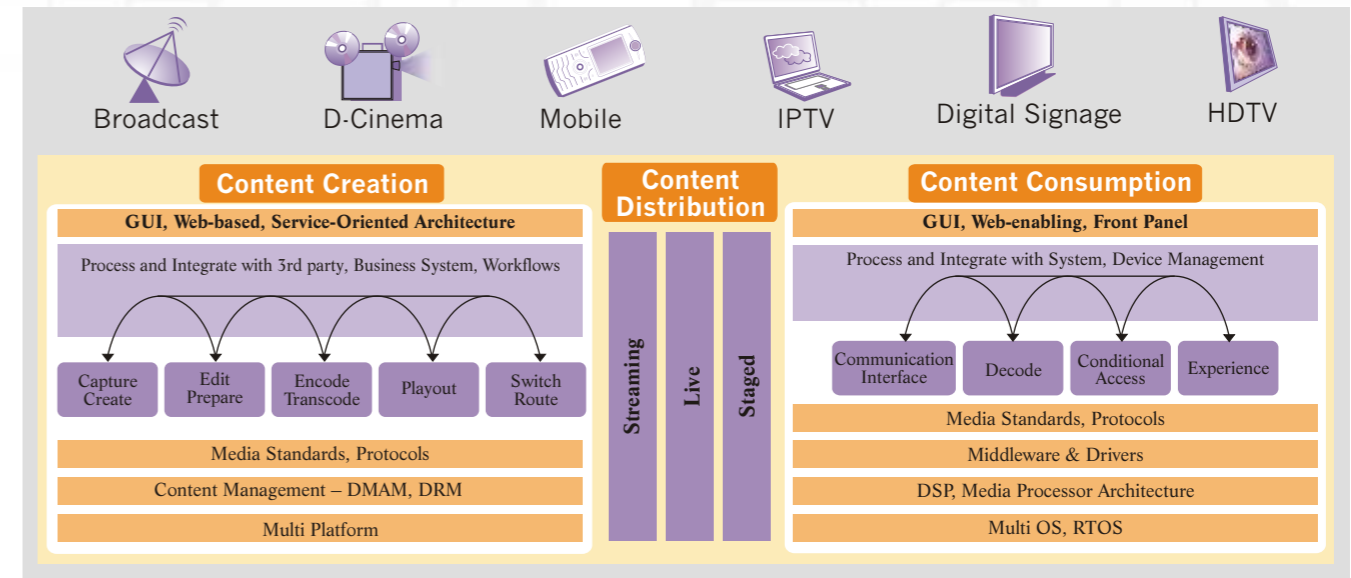 Broadcast
D-Cinema
Mobile
IPTV
Digital Signage
HDTV
Content Creation
GUI, Web-based, Service-Oriented Architecture
Process and Integrate with 3rd party, Business System, Workflows
Capture
Create
Edit
Prepare
Encode
Transcode
Playout
Switch
Route
Media Standards, Protocols
Content Management – DMAM, DRM
Multi Platform
Content
Distribution
Streaming
Live
Staged
Content Consumption
GUI, Web-enabling, Front Panel
Process and Integrate with System, Device Management
Communication
Interface
Decode
Conditional
Access
Experience
Media Standards, Protocols
Middleware & Drivers
DSP, Media Processor Architecture
Multi OS, RTOS